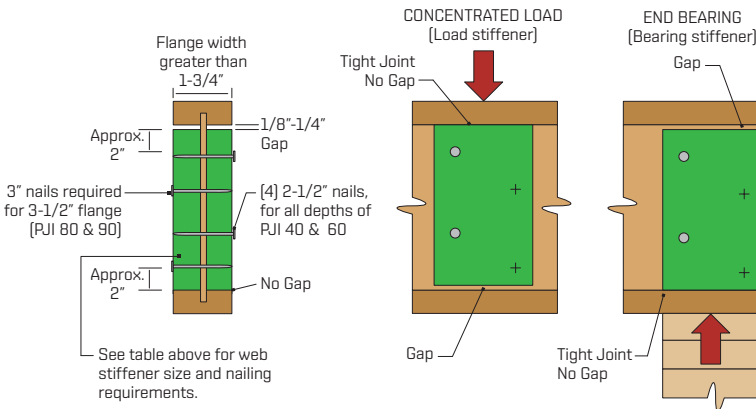 Flange width
greater than
1-3/4"
Approx.
2"
1/8"-1/4"
Gap
3" nails required
for 3-1/2" flange
(PJI 80 & 90)
(4) 2-1/2" nails,
for all depths of
PJI 40 & 60
Approx.
2"
No Gap
See table above for web
stiffener size and nailing
requirements.
CONCENTRATED LOAD
(Load stiffener)
Tight Joint
No Gap
Gap
END BEARING
(Bearing stiffener)
Gap
Tight Joint
No Gap